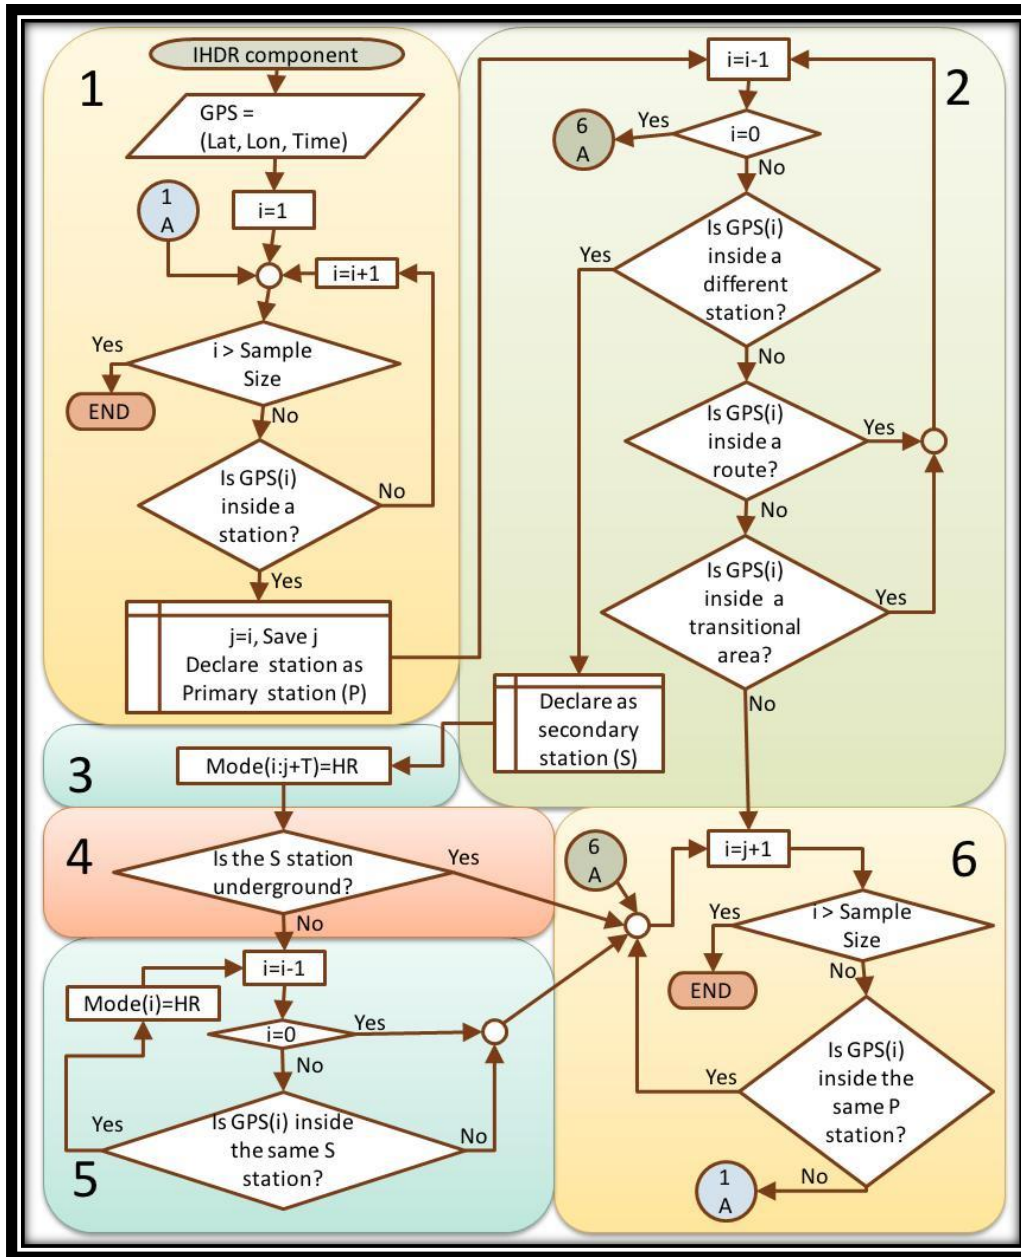 1
IHDR component
GPS =
(Lat, Lon, Time)
1
A
i=1
i=i+1
i > Sample
Size
Yes
END
No
Is GPS(i)
inside a
station?
No
Yes
j=i, Save j
Declare station as
Primary station (P)
2
i=i-1
i=0
Yes
6
A
No
Is GPS(i)
inside a
different
station?
Yes
No
Is GPS(i)
inside a
route?
Yes
No
Is GPS(i)
inside a
transitional
area?
Yes
No
Declare as
secondary
station (S)
3
Mode(i:j+T)=HR
4
Is the S station
underground?
Yes
No
5
i=i-1
Mode(i)=HR
i=0
Yes
No
Is GPS(i) inside
the same S
station?
Yes
No
6
6
A
i=j+1
i > Sample
Size
Yes
END
No
Is GPS(i)
inside the
same P
station?
Yes
No
1
A